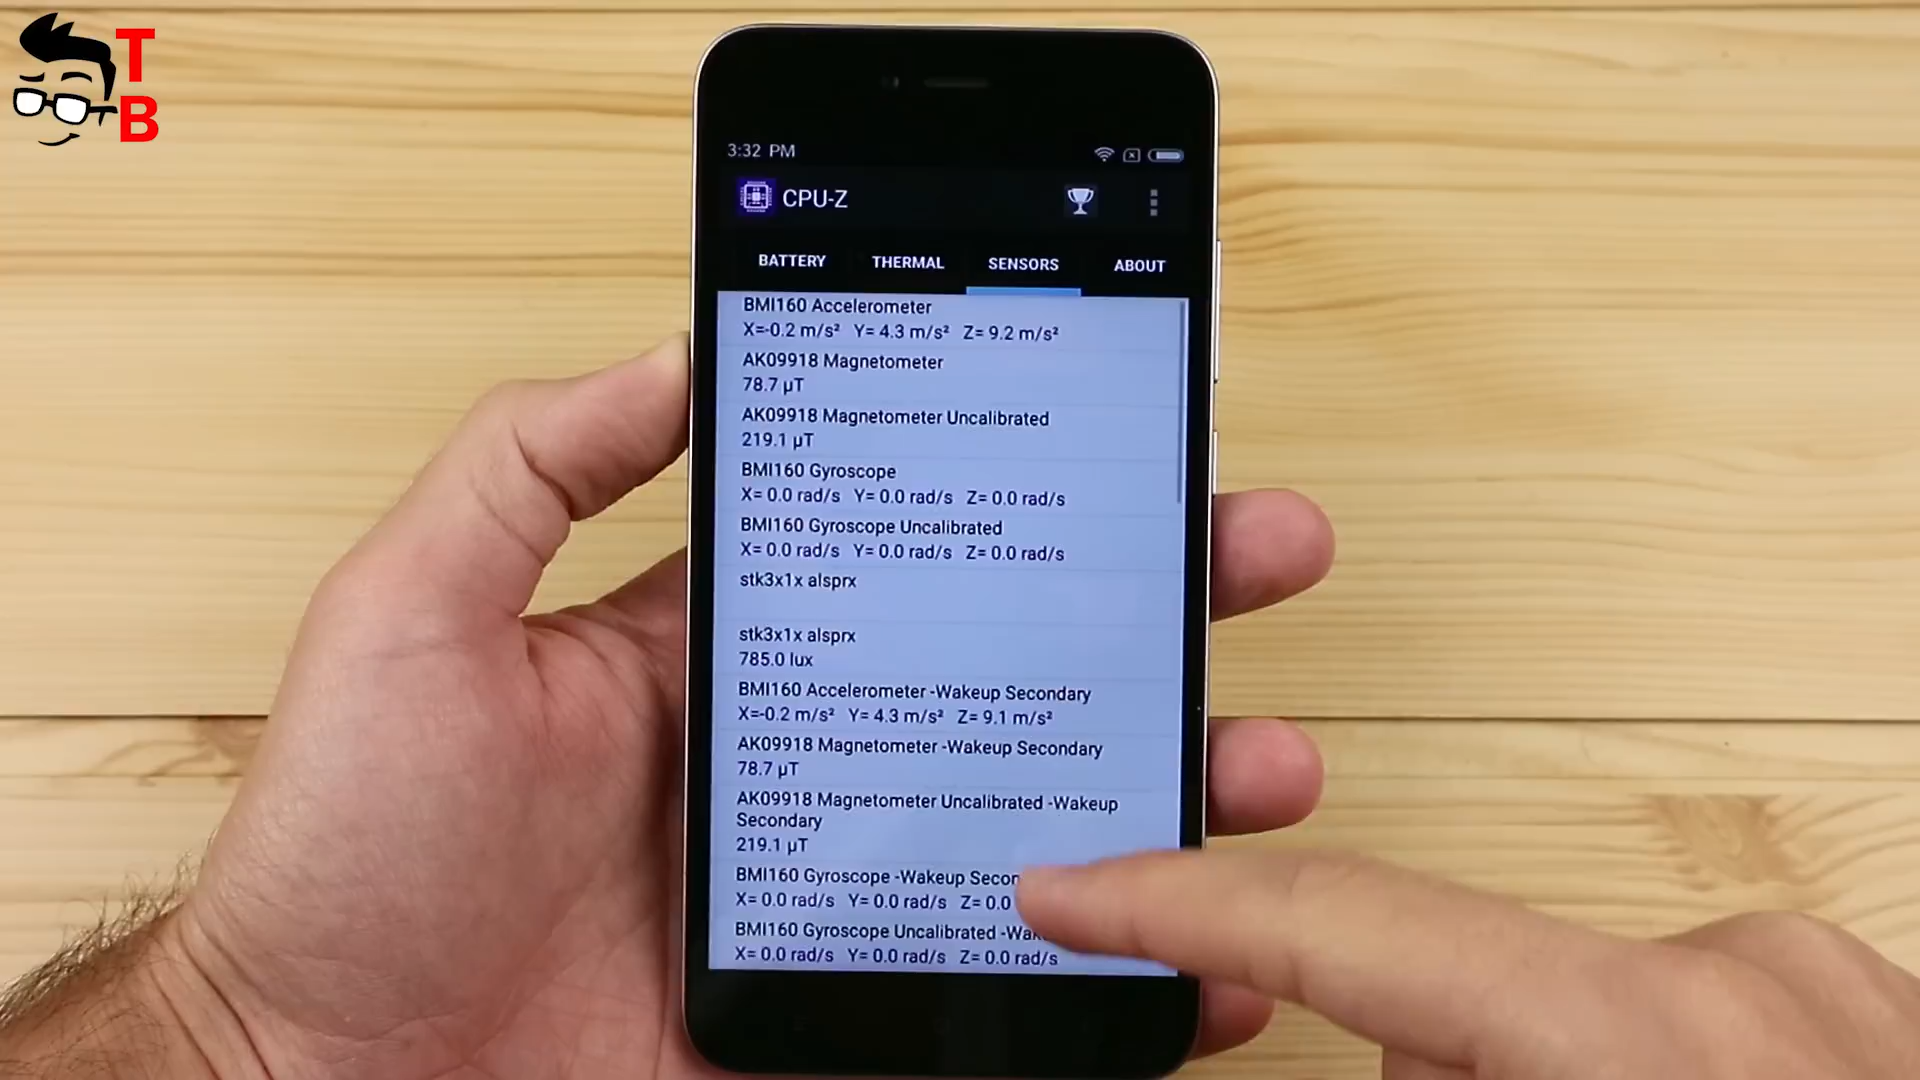 T
B
3:32 PM
CPU-Z
BATTERY THERMAL SENSORS ABOUT
BMI160 Accelerometer
X=-0.2 m/s² Y= 4.3 m/s² Z= 9.2 m/s²
AK09918 Magnetometer
78.7 µT
AK09918 Magnetometer Uncalibrated
219.1 µT
BMI160 Gyroscope
X= 0.0 rad/s Y= 0.0 rad/s Z= 0.0 rad/s
BMI160 Gyroscope Uncalibrated
X= 0.0 rad/s Y= 0.0 rad/s Z= 0.0 rad/s
stk3x1x alsprx
stk3x1x alsprx
785.0 lux
BMI160 Accelerometer -Wakeup Secondary
X=-0.2 m/s² Y= 4.3 m/s² Z= 9.1 m/s²
AK09918 Magnetometer -Wakeup Secondary
78.7 µT
AK09918 Magnetometer Uncalibrated -Wakeup
Secondary
219.1 µT
BMI160 Gyroscope -Wakeup
X= 0.0 rad/s Y= 0.0 rad/s Z= 0.0
BMI160 Gyroscope Uncalibrated
X= 0.0 rad/s Y= 0.0 rad/s Z= 0.0 rad/s